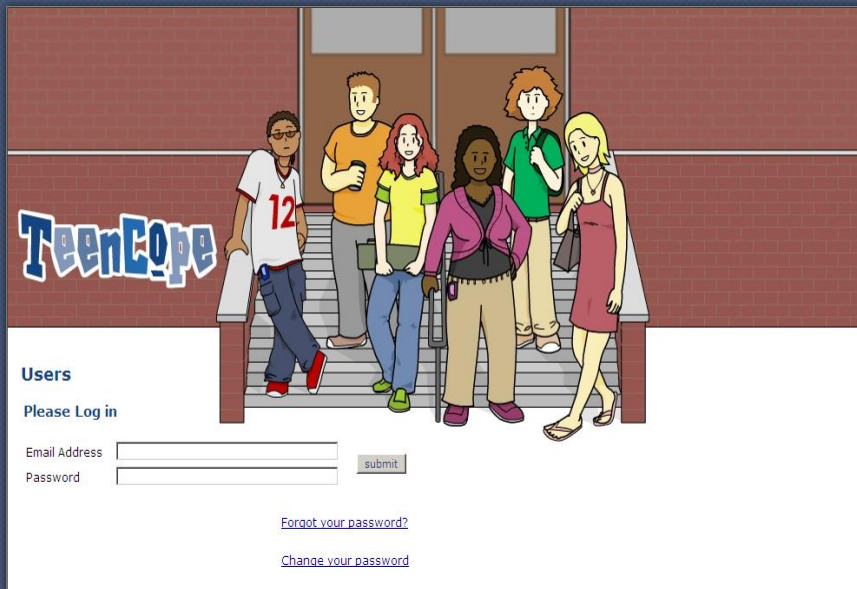 12
TeenCope
Users
Please Log in
Email Address
submit
Password
Forgot your password?
Change your password